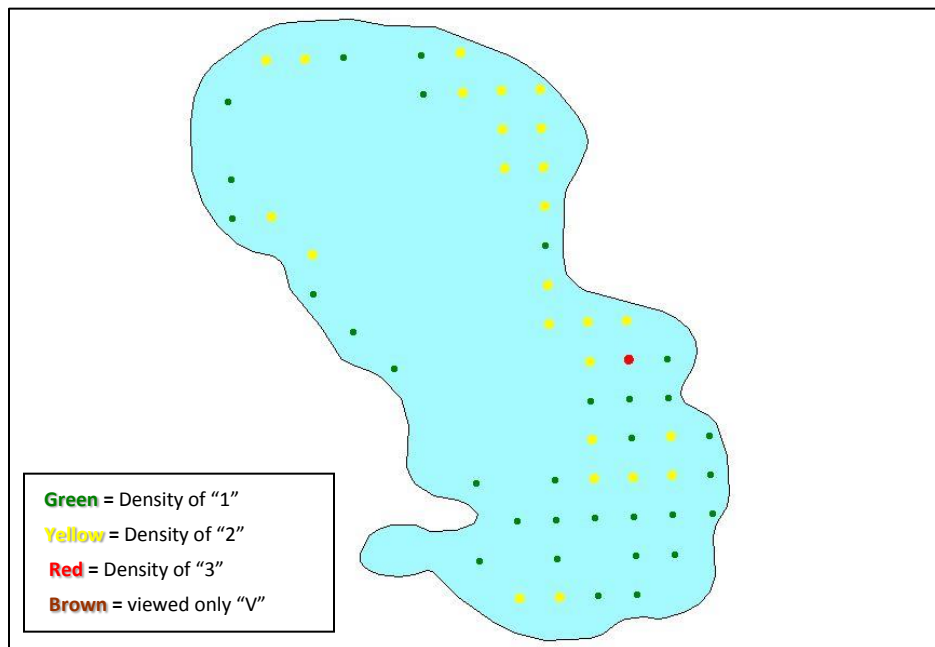 Green = Density of “1”
Yellow = Density of “2”
Red = Density of “3”
Brown = viewed only “V”